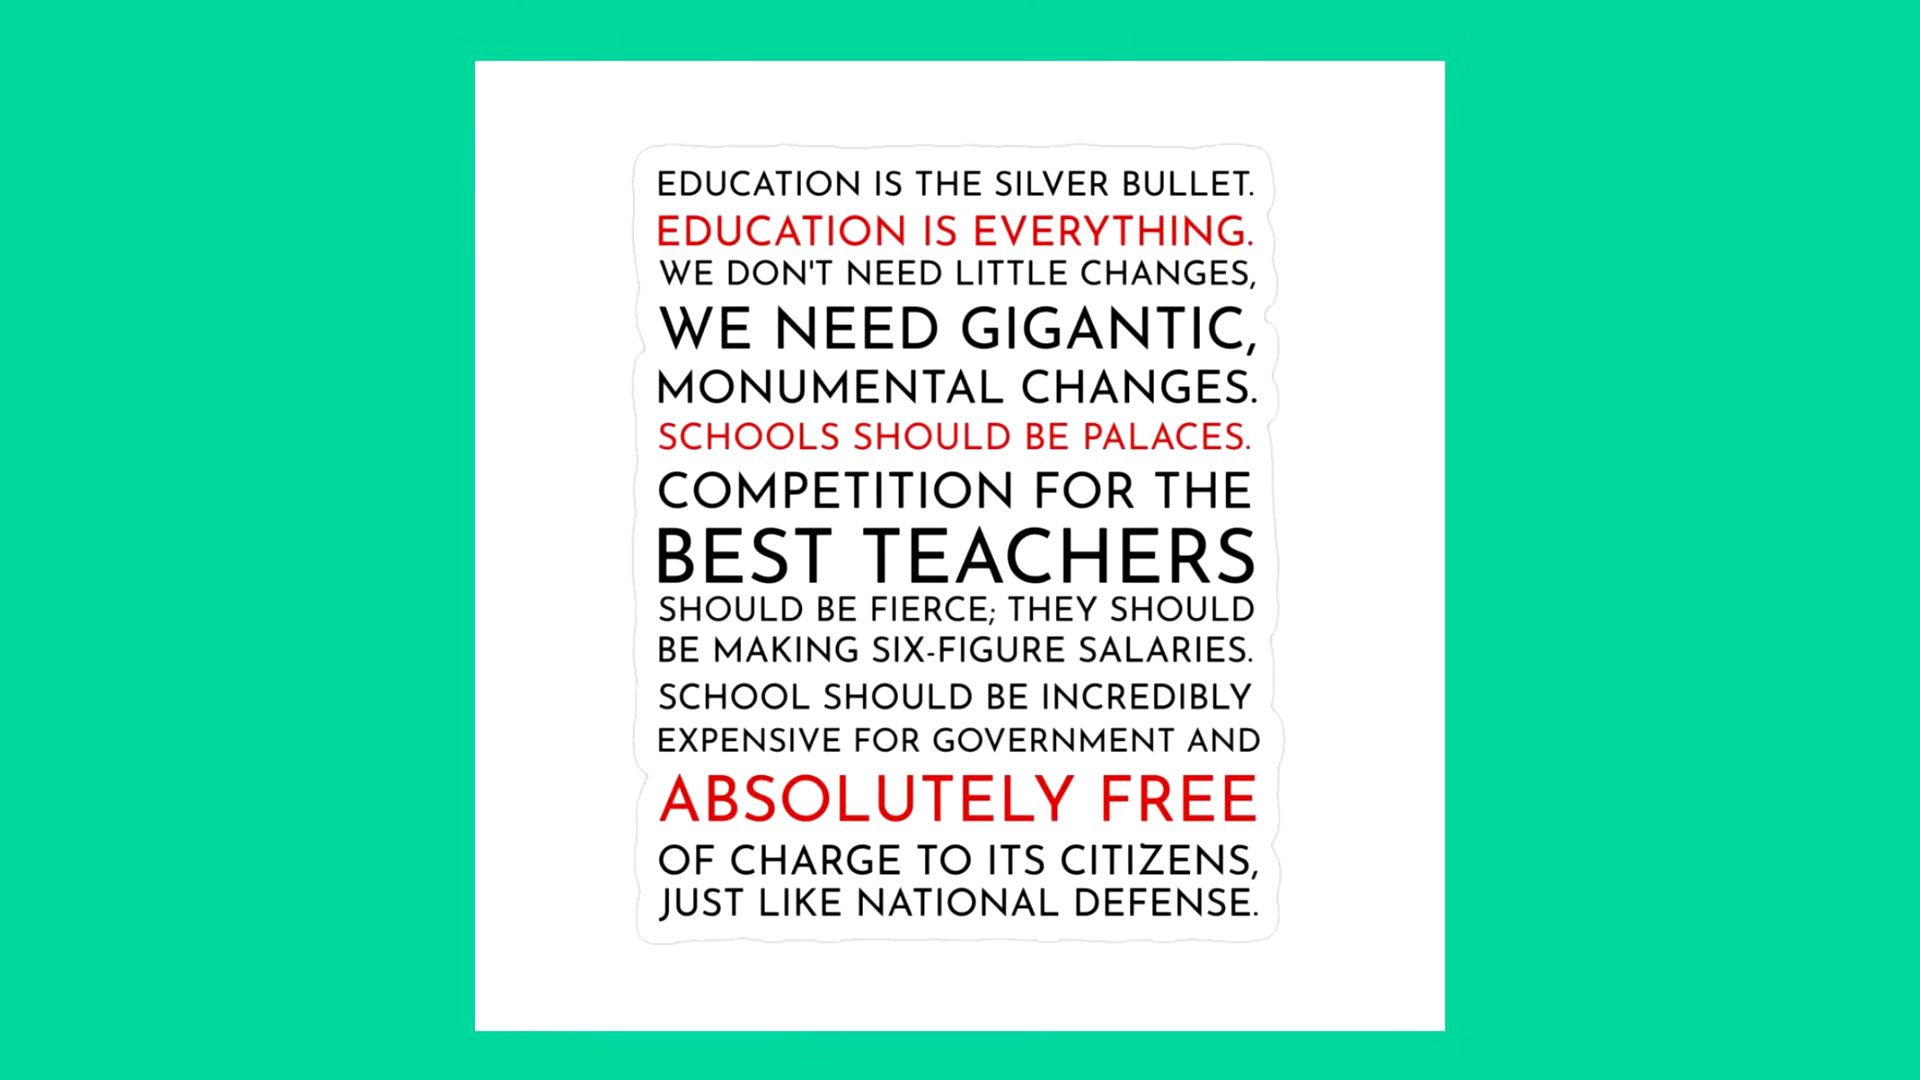 EDUCATION IS THE SILVER BULLET.
EDUCATION IS EVERYTHING.
WE DON'T NEED LITTLE CHANGES,
WE NEED GIGANTIC,
MONUMENTAL CHANGES.
SCHOOLS SHOULD BE PALACES.
COMPETITION FOR THE
BEST TEACHERS
SHOULD BE FIERCE; THEY SHOULD
BE MAKING SIX-FIGURE SALARIES.
SCHOOL SHOULD BE INCREDIBLY
EXPENSIVE FOR GOVERNMENT AND
ABSOLUTELY FREE
OF CHARGE TO ITS CITIZENS,
JUST LIKE NATIONAL DEFENSE.